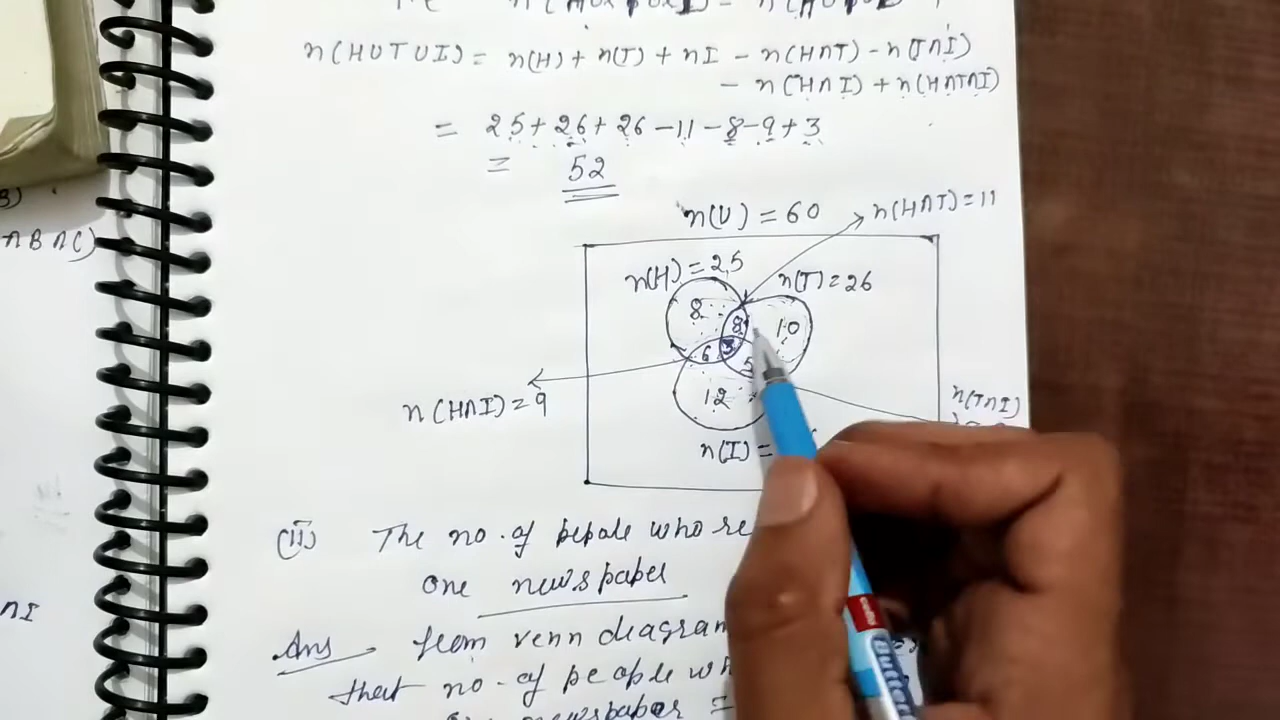 n(HUTUI) = n(H) + n(T) + nI - n(H∩T) - n(T∩I)
- n(H∩I) + n(H∩T∩I)
= 25 + 26 + 26 - 11 - 8 - 9 + 3
= 52
n(U) = 60
n(H∩T) = 11
n(H) = 25
n(T) = 26
8 8 10
6 3 5
12
n(H∩I) = 9
n(T∩I)
n(I) =
(ii) The no. of pepole who
one newspaper
Ans from venn diagram
that no. of people
B)
∩B∩C)
∩I